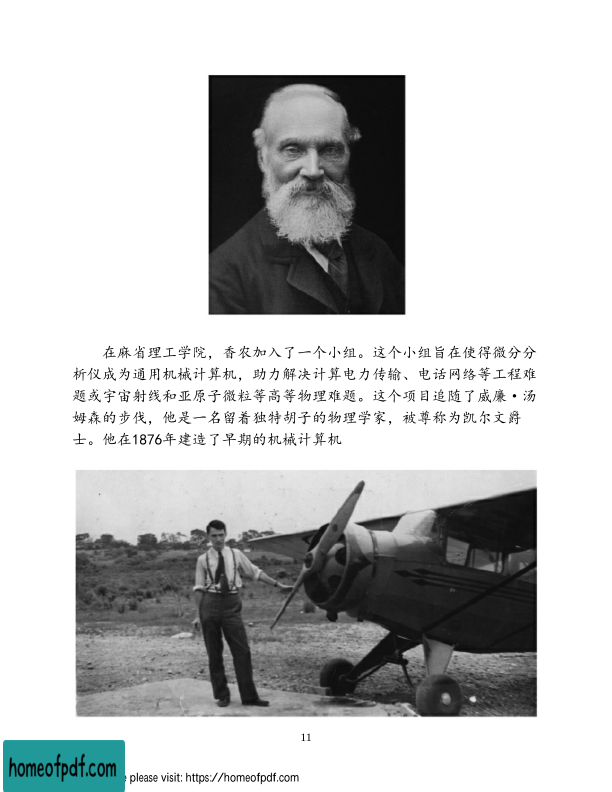 在麻省理工学院，香农加入了一个小组。这个小组旨在使得微分分
析仪成为通用机械计算机，助力解决计算电力传输、电话网络等工程难
题或宇宙射线和亚原子微粒等高等物理难题。这个项目追随了威廉·汤
姆森的步伐，他是一名留着独特胡子的物理学家，被尊称为凯尔文爵
士。他在1876年建造了早期的机械计算机
11
homeofpdf.com
e please visit: https://homeofpdf.com